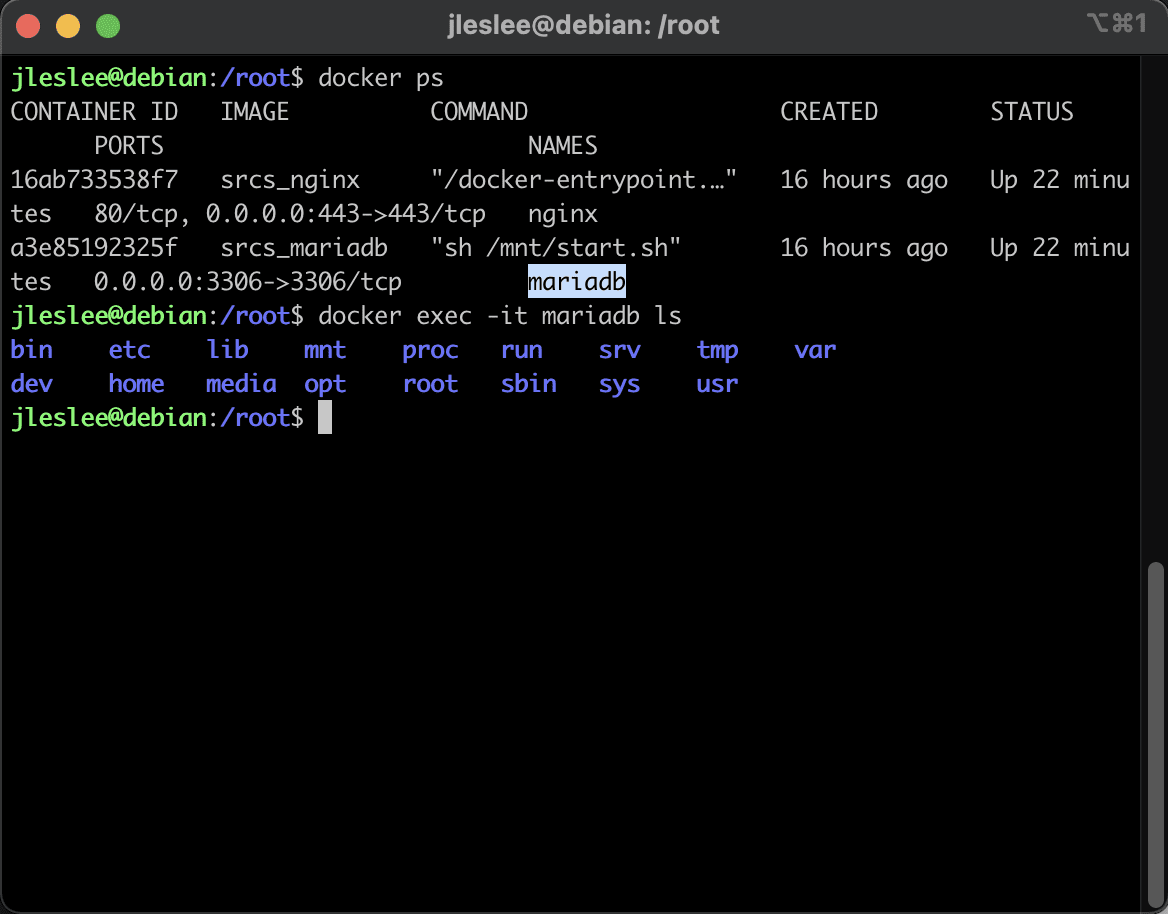 jleslee@debian: /root
⌥⌘1
jleslee@debian:/root$ docker ps
CONTAINER ID   IMAGE          COMMAND                  CREATED        STATUS
      PORTS                          NAMES
16ab733538f7   srcs_nginx     "/docker-entrypoint.…"   16 hours ago   Up 22 minu
tes   80/tcp, 0.0.0.0:443->443/tcp   nginx
a3e85192325f   srcs_mariadb   "sh /mnt/start.sh"       16 hours ago   Up 22 minu
tes   0.0.0.0:3306->3306/tcp         mariadb
jleslee@debian:/root$ docker exec -it mariadb ls
bin    etc    lib    mnt    proc   run    srv    tmp    var
dev    home   media  opt    root   sbin   sys    usr
jleslee@debian:/root$